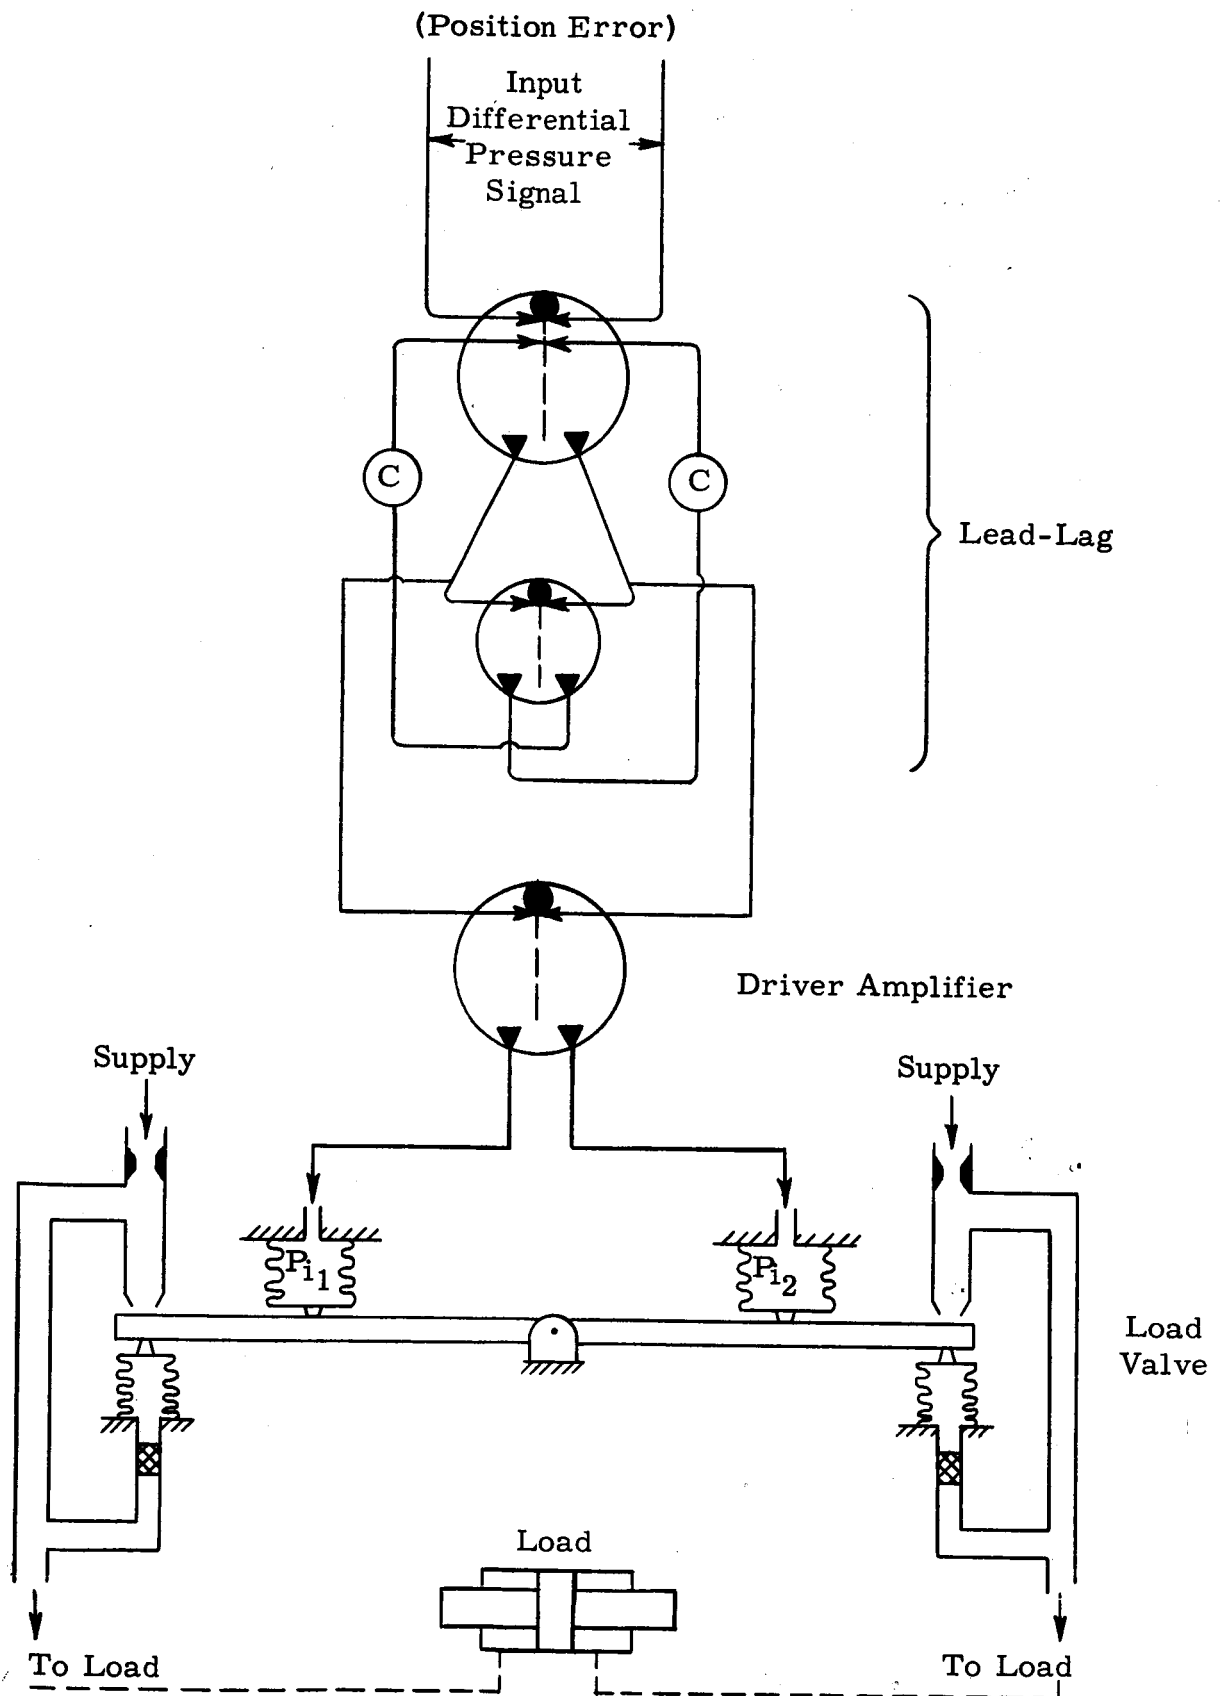 (Position Error)
Input
Differential
Pressure
Signal
C
C
Lead-Lag
Driver Amplifier
Supply
Supply
Pi1
Pi2
Load
Valve
Load
To Load
To Load